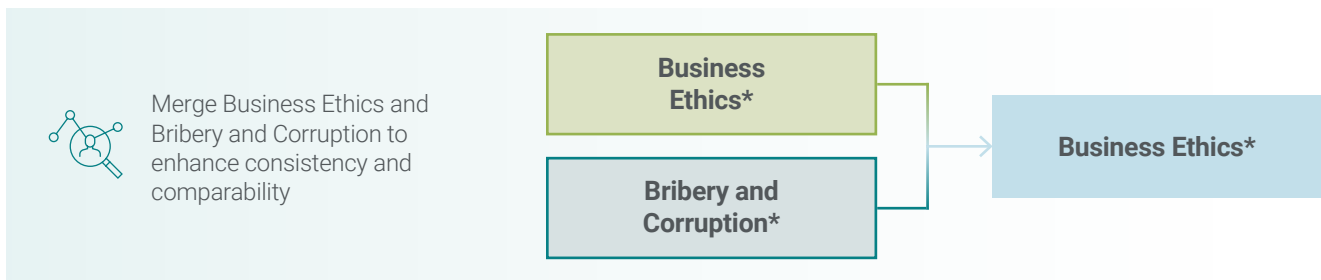 Merge Business Ethics and
Bribery and Corruption to
enhance consistency and
comparability
Business
Ethics*
Bribery and
Corruption*
Business Ethics*